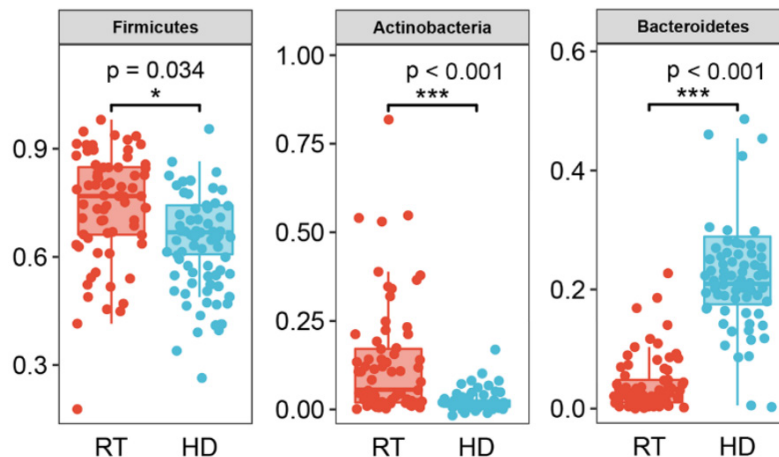 Firmicutes
p = 0.034
*
0.9
0.6
0.3
RT HD
Actinobacteria
p < 0.001
***
1.00
0.75
0.50
0.25
0.00
RT HD
Bacteroidetes
p < 0.001
***
0.6
0.4
0.2
0.0
RT HD